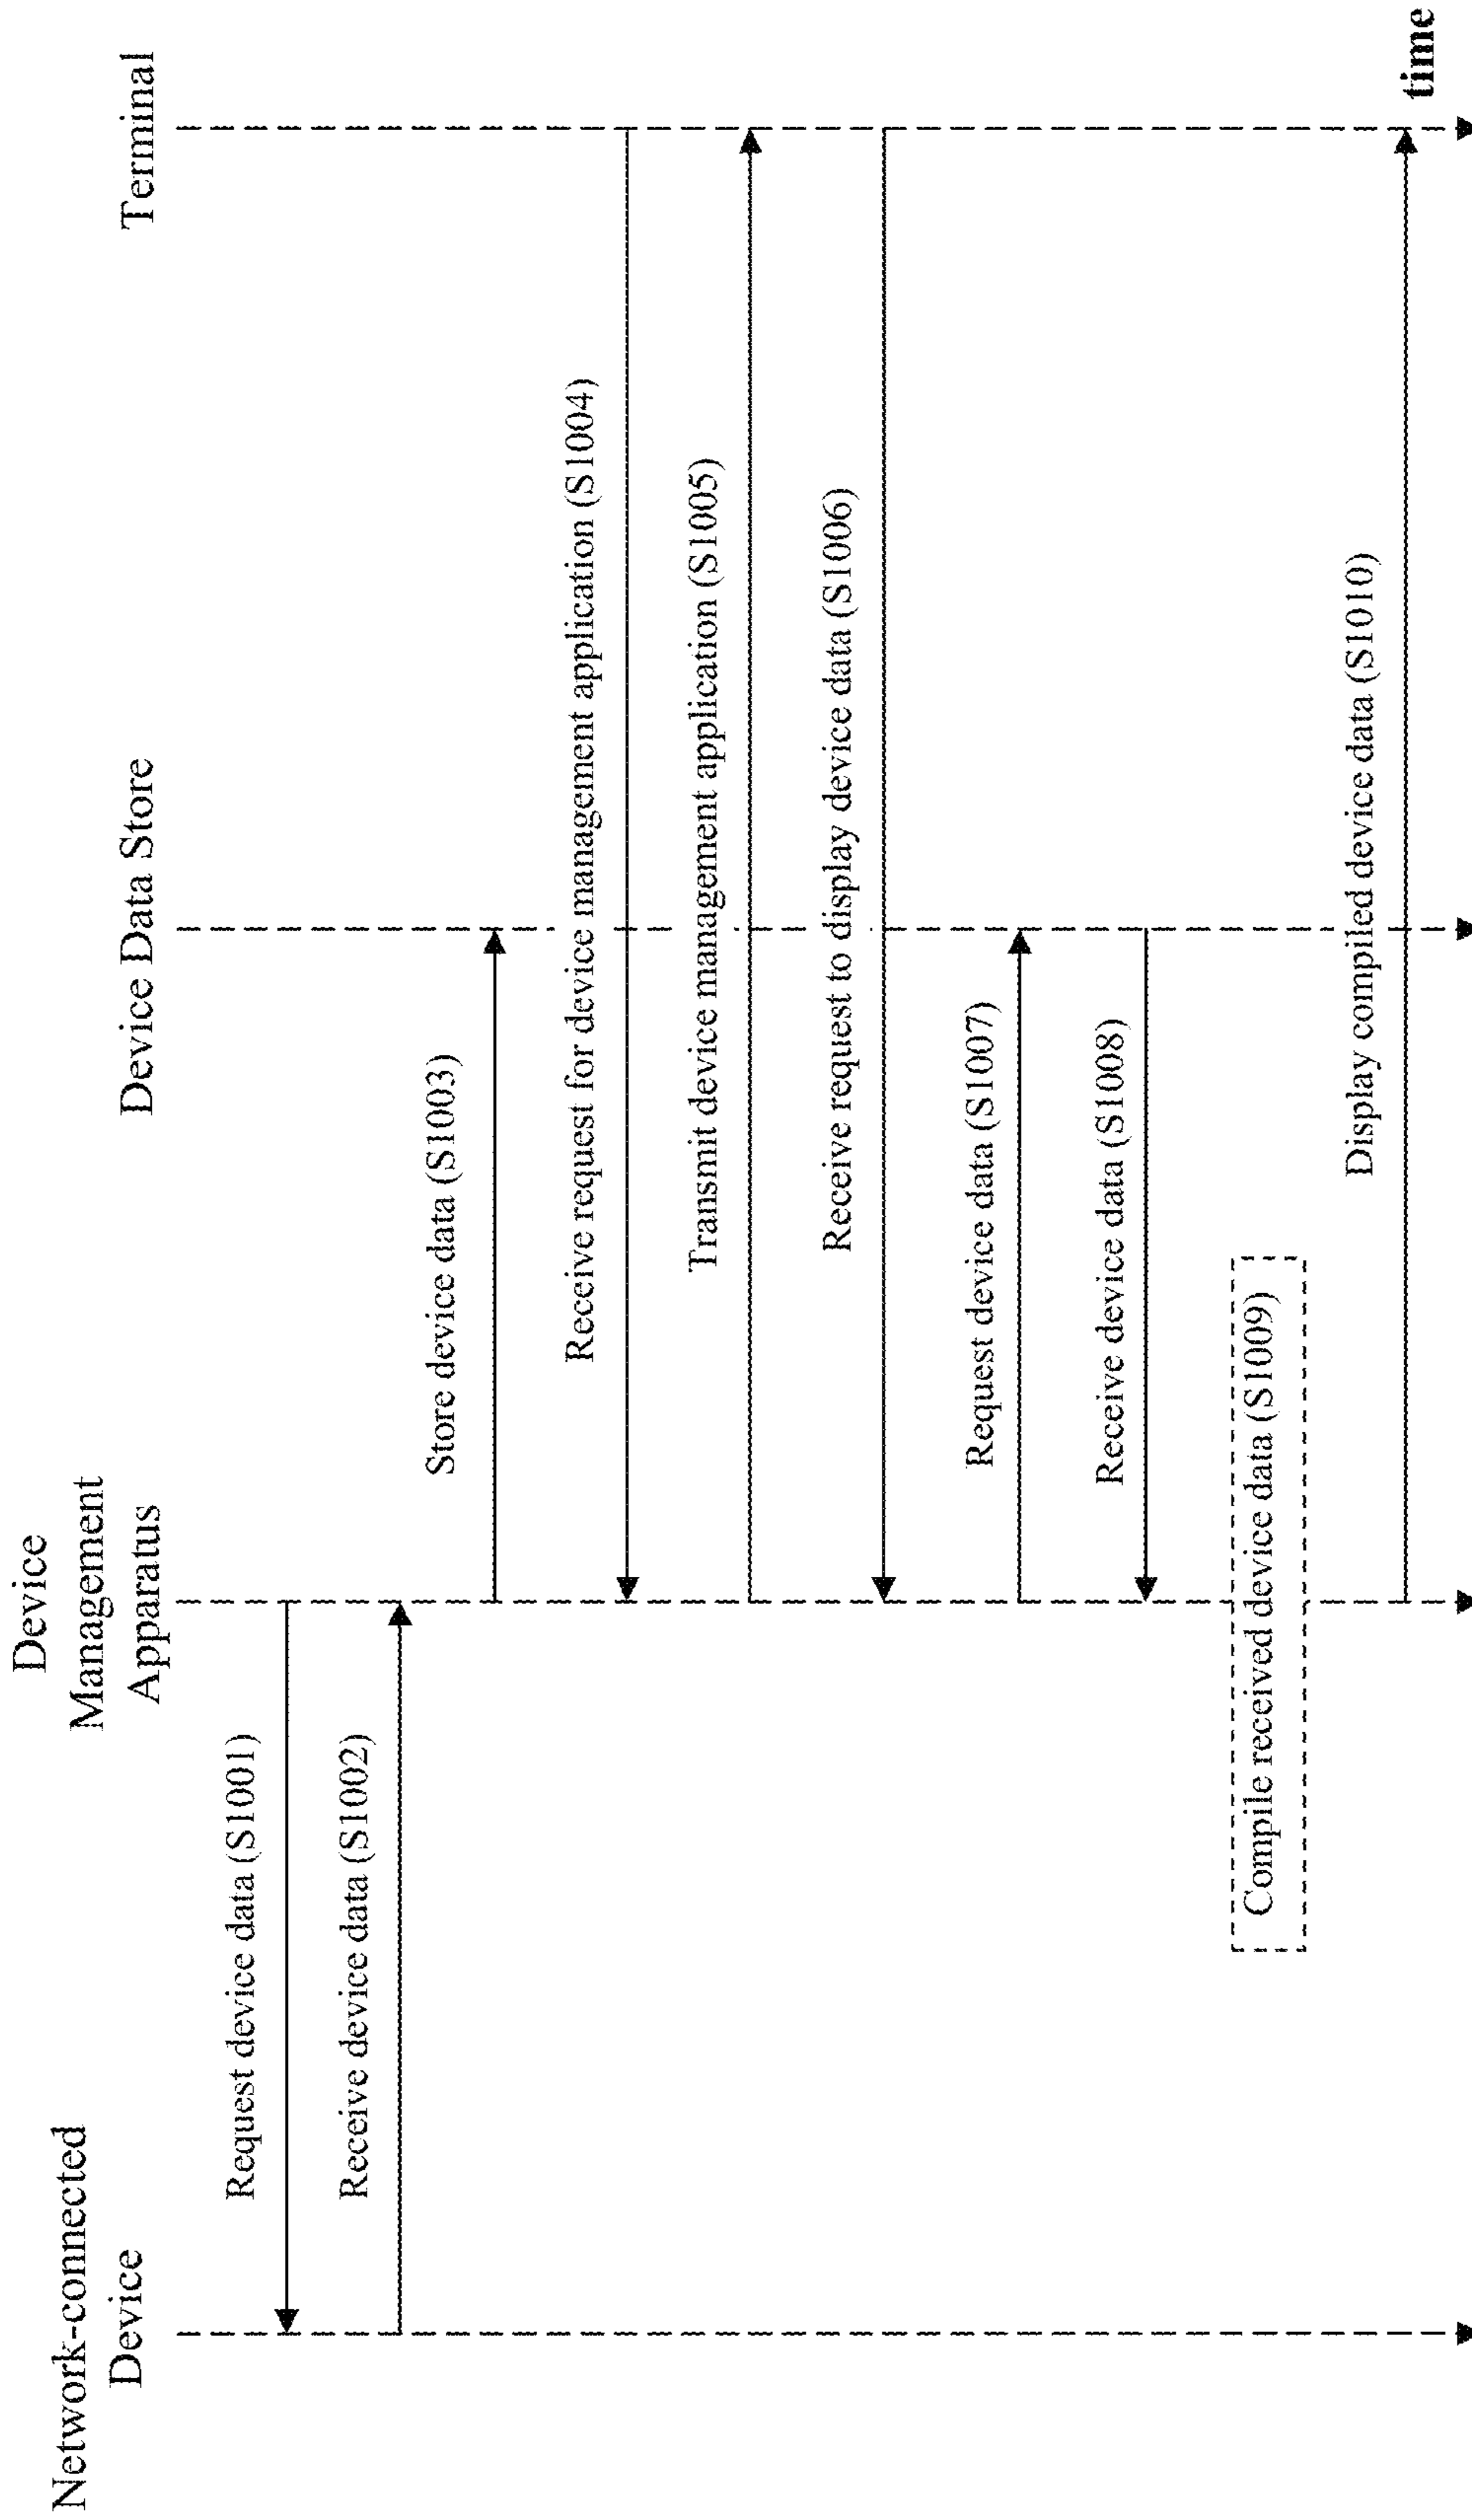 Network-connected
Device
Device
Management
Apparatus
Device Data Store
Terminal
Request device data (S1001)
Receive device data (S1002)
Store device data (S1003)
Receive request for device management application (S1004)
Transmit device management application (S1005)
Receive request to display device data (S1006)
Request device data (S1007)
Receive device data (S1008)
Compile received device data (S1009)
Display compiled device data (S1010)
time